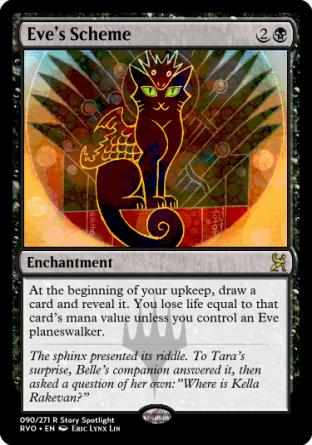 Eve's Scheme 2
Enchantment
At the beginning of your upkeep, draw a
card and reveal it. You lose life equal to that
card's mana value unless you control an Eve
planeswalker.
The sphinx presented its riddle. To Tara's
surprise, Belle's companion answered it, then
asked a question of her own:"Where is Kella
Rakevan?"
090/271 R Story Spotlight
RVO • EN Eric Lynx Lin